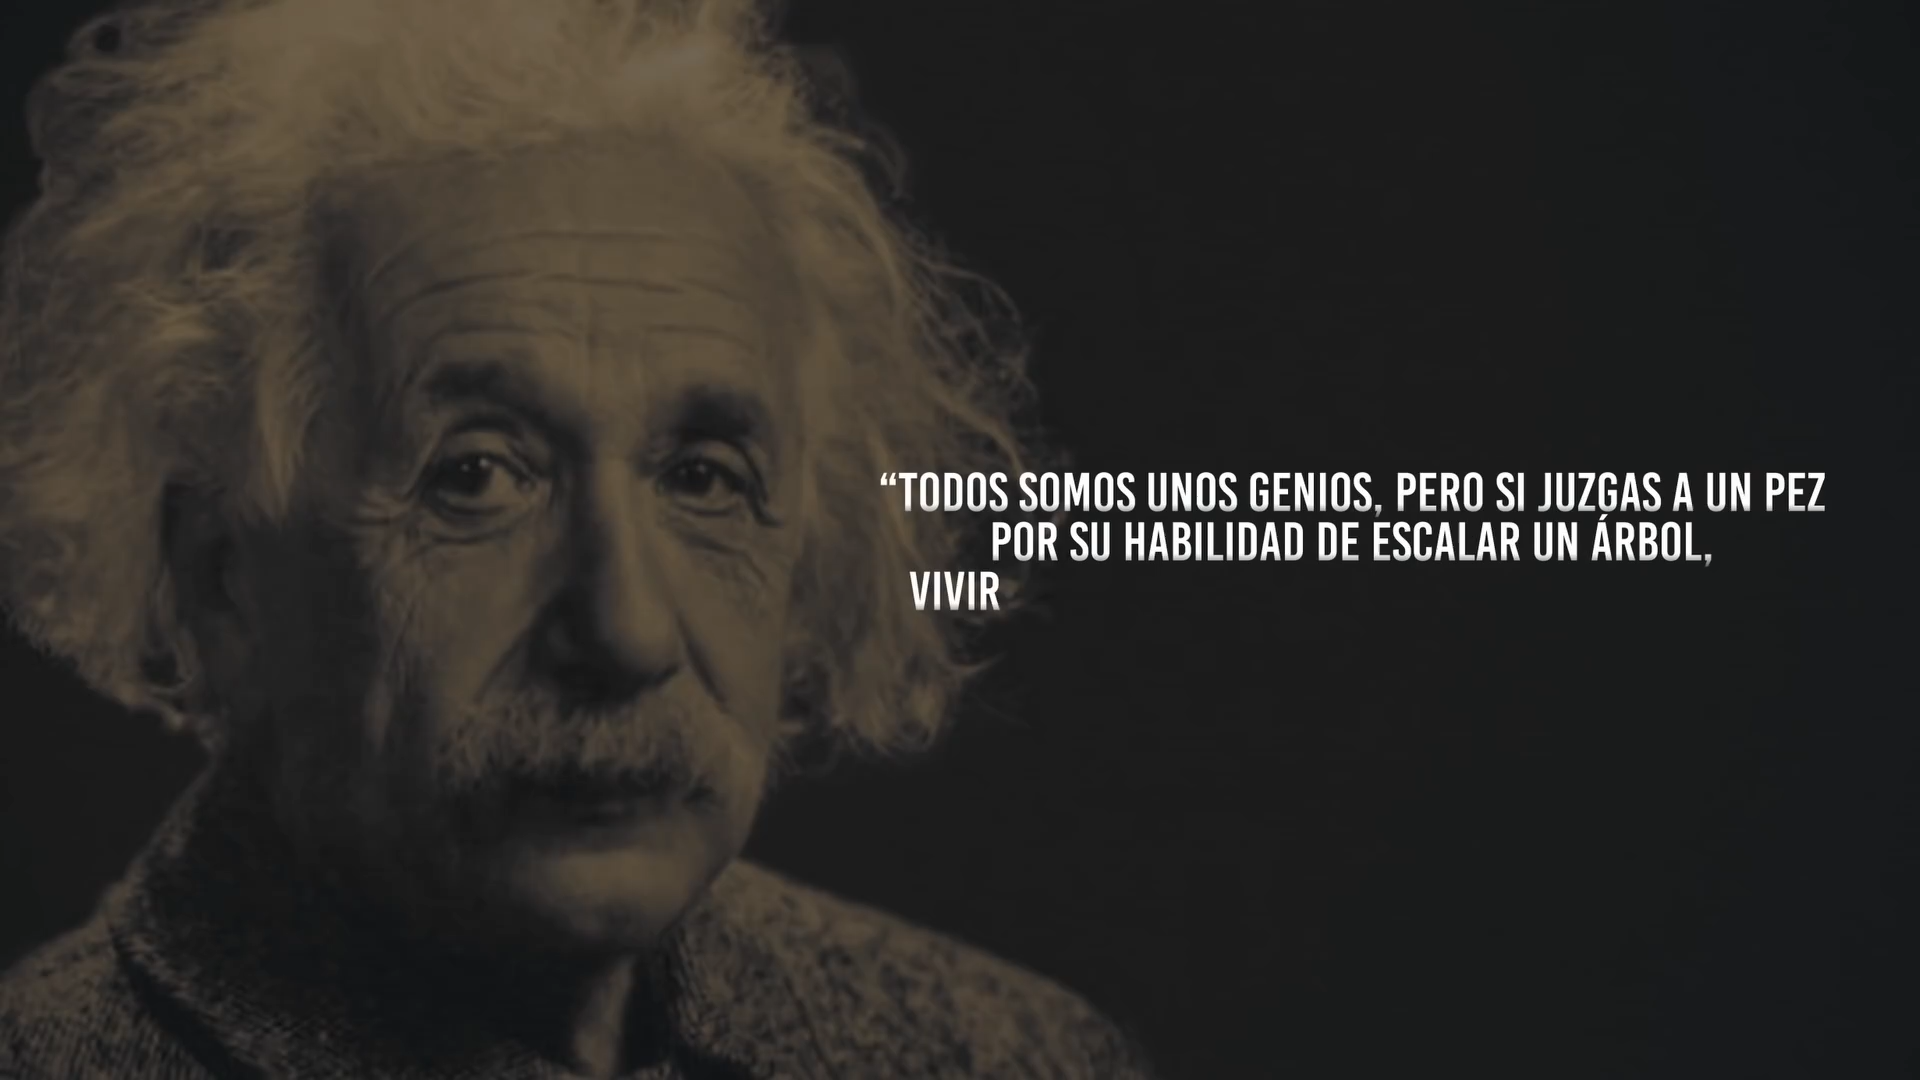 “TODOS SOMOS UNOS GENIOS, PERO SI JUZGAS A UN PEZ
POR SU HABILIDAD DE ESCALAR UN ÁRBOL,
VIVIR